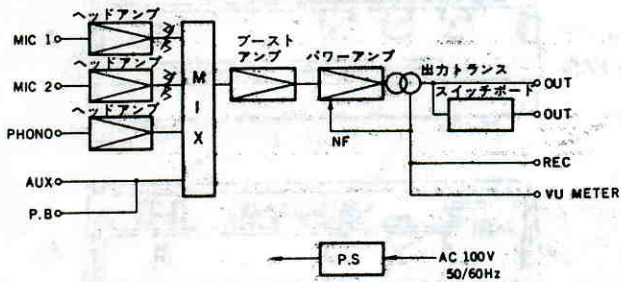 ヘッドアンプ
MIC 1
ヘッドアンプ
MIC 2
ヘッドアンプ
PHONO
AUX
P.B
MIX
ブースト
アンプ
パワーアンプ
NF
出力トランス
スイッチボード
OUT
OUT
REC
VU METER
P.S
AC 100V
50/60Hz